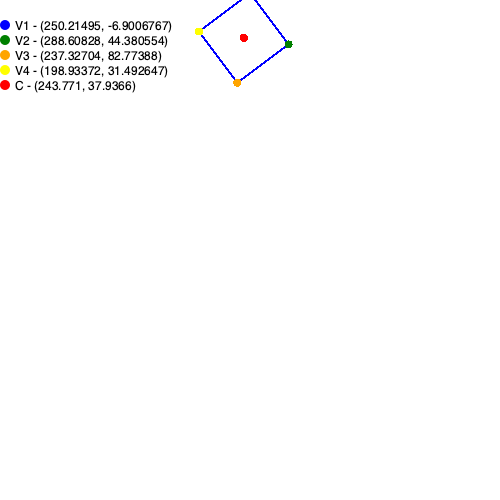 V1 - (250.21495, -6.9006767)
V2 - (288.60828, 44.380554)
V3 - (237.32704, 82.77388)
V4 - (198.93372, 31.492647)
C - (243.771, 37.9366)